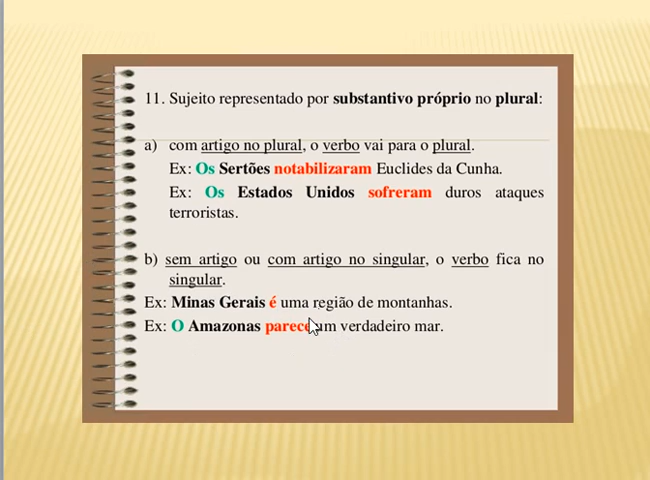 11. Sujeito representado por substantivo próprio no plural:
a) com artigo no plural, o verbo vai para o plural.
Ex: Os Sertões notabilizaram Euclides da Cunha.
Ex: Os Estados Unidos sofreram duros ataques
terroristas.
b) sem artigo ou com artigo no singular, o verbo fica no
singular.
Ex: Minas Gerais é uma região de montanhas.
Ex: O Amazonas parece um verdadeiro mar.